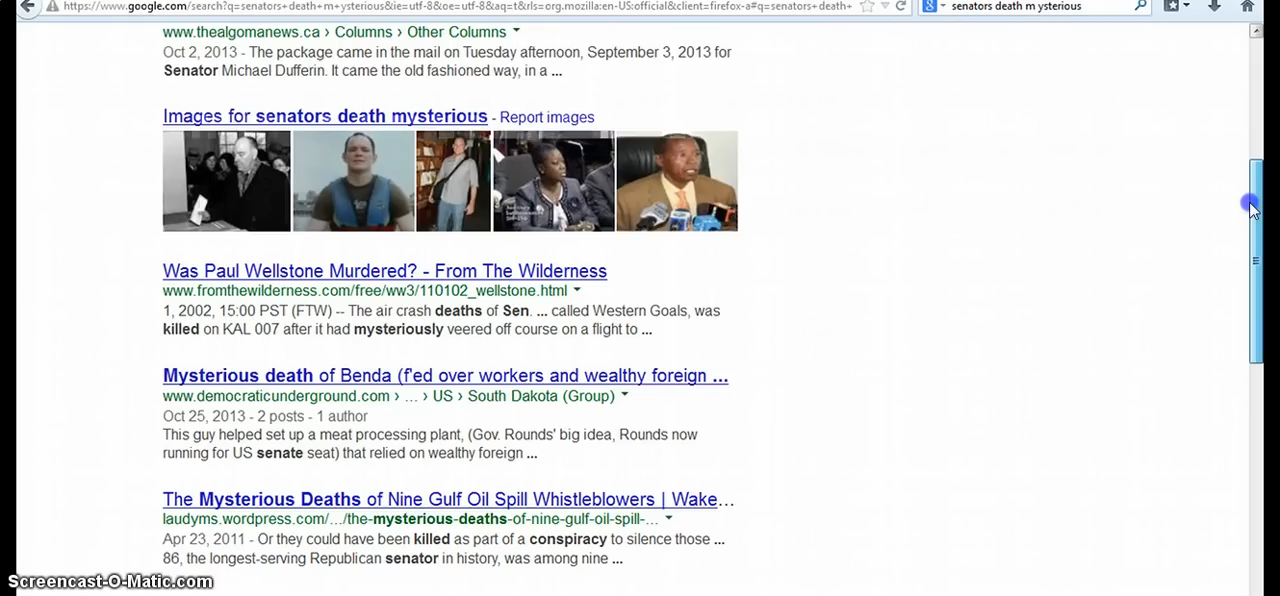 https://www.google.com/search?q=senators+death+m+ysterious&ie=utf-8&oe=utf-8&aq=t&rls=org.mozilla:en-US:official&client=firefox-a#q=senators+death+
senators death m ysterious
www.thealgomanews.ca › Columns › Other Columns
Oct 2, 2013 - The package came in the mail on Tuesday afternoon, September 3, 2013 for
Senator Michael Dufferin. It came the old fashioned way, in a ...
Images for senators death mysterious - Report images
Was Paul Wellstone Murdered? - From The Wilderness
www.fromthewilderness.com/free/ww3/110102_wellstone.html
1, 2002, 15:00 PST (FTW) -- The air crash deaths of Sen. ... called Western Goals, was
killed on KAL 007 after it had mysteriously veered off course on a flight to ...
Mysterious death of Benda (f'ed over workers and wealthy foreign ...
www.democraticunderground.com › ... › US › South Dakota (Group)
Oct 25, 2013 - 2 posts - 1 author
This guy helped set up a meat processing plant, (Gov. Rounds' big idea, Rounds now
running for US senate seat) that relied on wealthy foreign ...
The Mysterious Deaths of Nine Gulf Oil Spill Whistleblowers | Wake...
laudyms.wordpress.com/.../the-mysterious-deaths-of-nine-gulf-oil-spill-...
Apr 23, 2011 - Or they could have been killed as part of a conspiracy to silence those ...
86, the longest-serving Republican senator in history, was among nine ...
Screencast-O-Matic.com